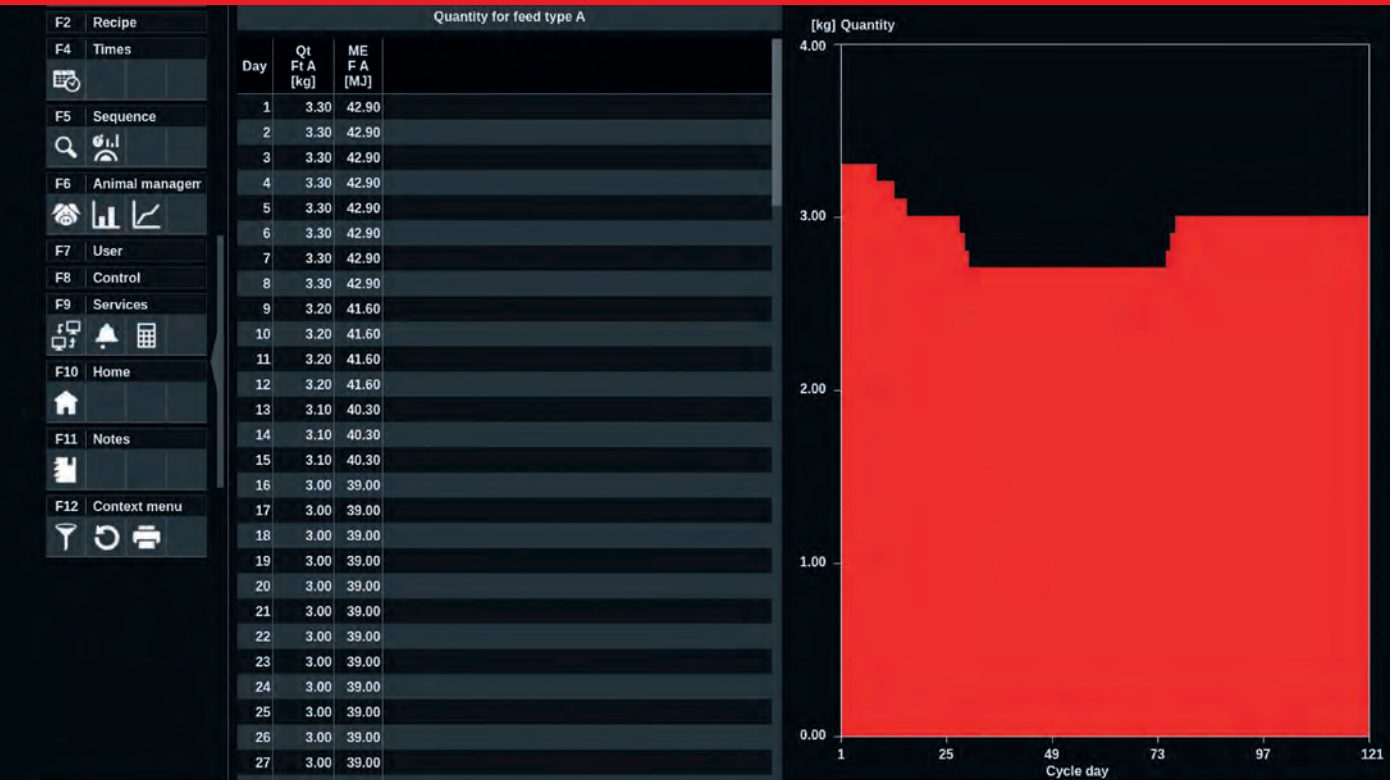 F2 Recipe
F4 Times
F5 Sequence
F6 Animal managem
F7 User
F8 Control
F9 Services
F10 Home
F11 Notes
F12 Context menu
Quantity for feed type A
Day Qt Ft A [kg] ME F A [MJ]
1 3.30 42.90
2 3.30 42.90
3 3.30 42.90
4 3.30 42.90
5 3.30 42.90
6 3.30 42.90
7 3.30 42.90
8 3.30 42.90
9 3.20 41.60
10 3.20 41.60
11 3.20 41.60
12 3.20 41.60
13 3.10 40.30
14 3.10 40.30
15 3.10 40.30
16 3.00 39.00
17 3.00 39.00
18 3.00 39.00
19 3.00 39.00
20 3.00 39.00
21 3.00 39.00
22 3.00 39.00
23 3.00 39.00
24 3.00 39.00
25 3.00 39.00
26 3.00 39.00
27 3.00 39.00
[kg] Quantity
4.00
3.00
2.00
1.00
0.00
1 25 49 73 97 121
Cycle day